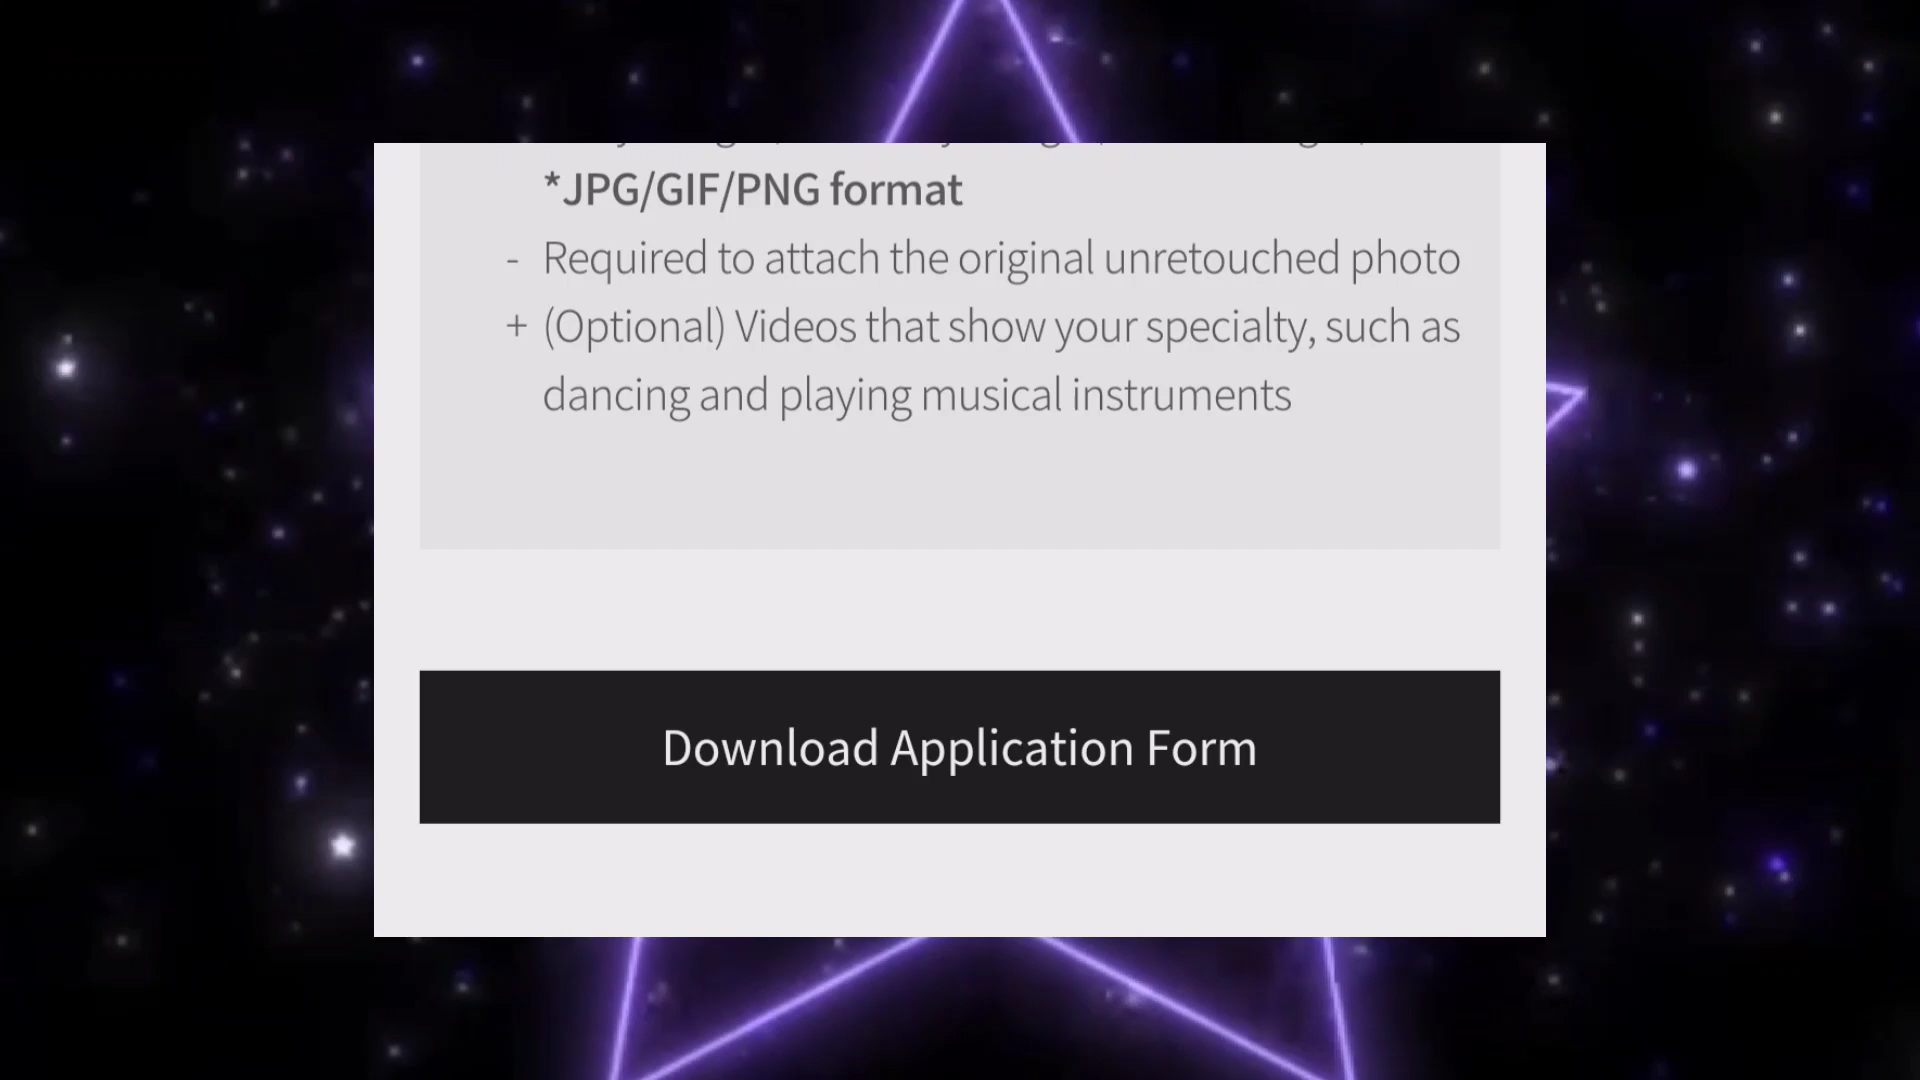 *JPG/GIF/PNG format
- Required to attach the original unretouched photo
+ (Optional) Videos that show your specialty, such as
dancing and playing musical instruments
Download Application Form